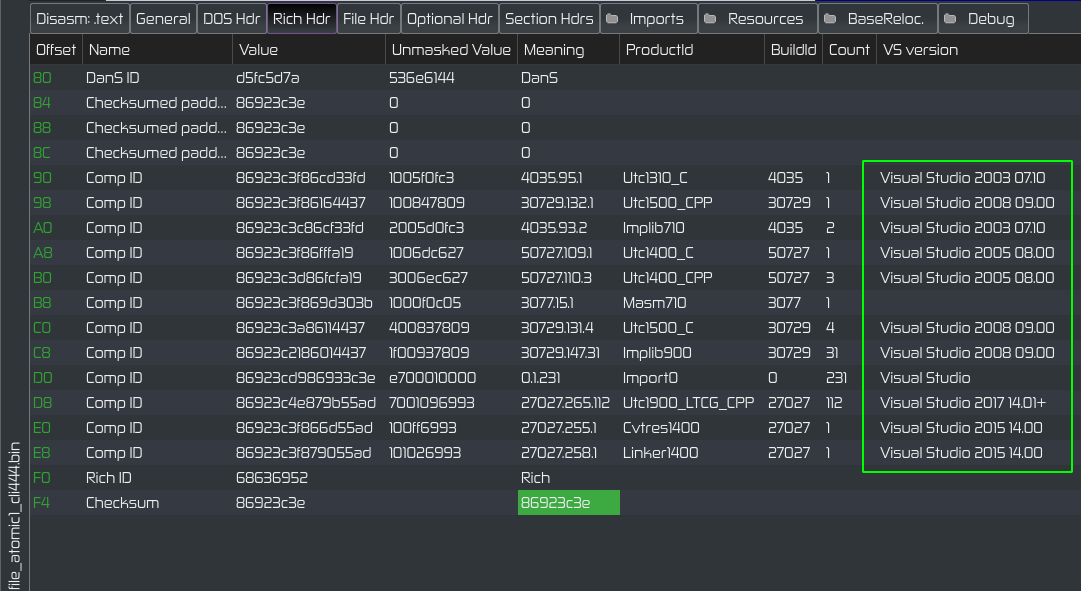 Disasm: .text General DOS Hdr Rich Hdr File Hdr Optional Hdr Section Hdrs Imports Resources BaseReloc. Debug
Offset Name Value Unmasked Value Meaning ProductId BuildId Count VS version
80 DanS ID d5fc5d7a 536e6144 DanS
84 Checksumed padd... 86923c3e 0 0
88 Checksumed padd... 86923c3e 0 0
8C Checksumed padd... 86923c3e 0 0
90 Comp ID 86923c3f86cd33fd 1005f0fc3 4035.95.1 Utc1310_C 4035 1 Visual Studio 2003 07.10
98 Comp ID 86923c3f86164437 100847809 30729.132.1 Utc1500_CPP 30729 1 Visual Studio 2008 09.00
A0 Comp ID 86923c3c86cf33fd 2005d0fc3 4035.93.2 Implib710 4035 2 Visual Studio 2003 07.10
A8 Comp ID 86923c3f86fffa19 1006dc627 50727.109.1 Utc1400_C 50727 1 Visual Studio 2005 08.00
B0 Comp ID 86923c3d86fcfa19 3006ec627 50727.110.3 Utc1400_CPP 50727 3 Visual Studio 2005 08.00
B8 Comp ID 86923c3f869d303b 1000f0c05 3077.15.1 Masm710 3077 1
C0 Comp ID 86923c3a86114437 400837809 30729.131.4 Utc1500_C 30729 4 Visual Studio 2008 09.00
C8 Comp ID 86923c2186014437 1f00937809 30729.147.31 Implib900 30729 31 Visual Studio 2008 09.00
D0 Comp ID 86923cd986933c3e e700010000 0.1.231 Import0 0 231 Visual Studio
D8 Comp ID 86923c4e879b55ad 7001096993 27027.265.112 Utc1900_LTCG_CPP 27027 112 Visual Studio 2017 14.01+
E0 Comp ID 86923c3f866d55ad 100ff6993 27027.255.1 Cvtres1400 27027 1 Visual Studio 2015 14.00
E8 Comp ID 86923c3f879055ad 101026993 27027.258.1 Linker1400 27027 1 Visual Studio 2015 14.00
F0 Rich ID 68636952 Rich
F4 Checksum 86923c3e 86923c3e
file_atomic1_cli444.bin